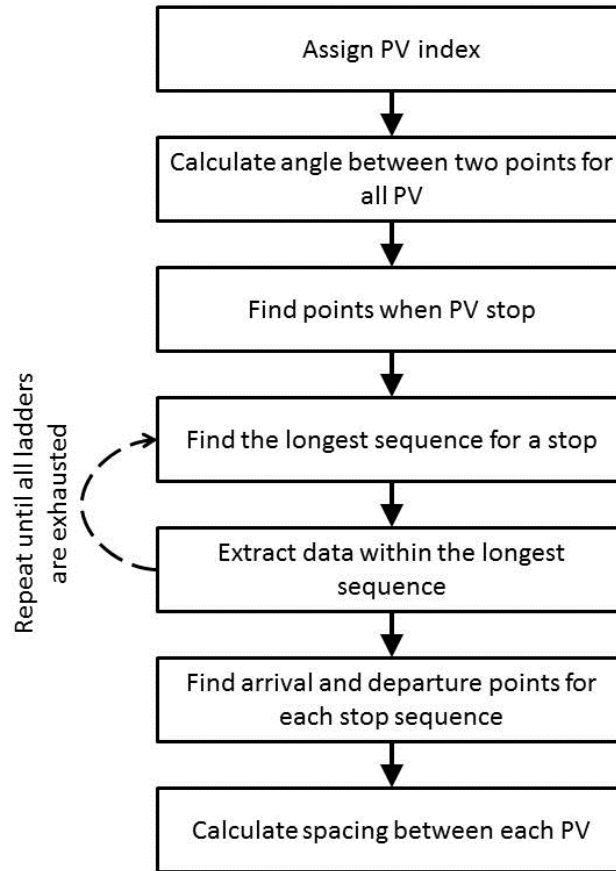 Assign PV index
Calculate angle between two points for
all PV
Find points when PV stop
Find the longest sequence for a stop
Repeat until all ladders
are exhausted
Extract data within the longest
sequence
Find arrival and departure points for
each stop sequence
Calculate spacing between each PV